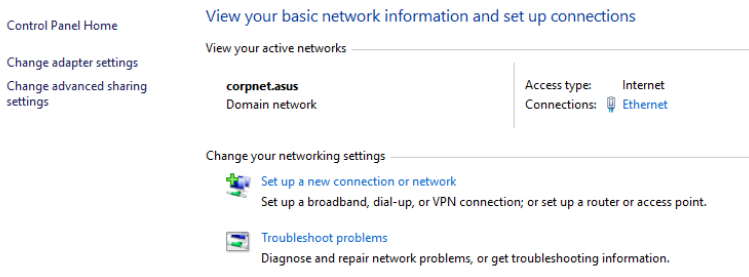 Control Panel Home
Change adapter settings
Change advanced sharing
settings
View your basic network information and set up connections
View your active networks
corpnet.asus
Domain network
Access type: Internet
Connections: Ethernet
Change your networking settings
Set up a new connection or network
Set up a broadband, dial-up, or VPN connection; or set up a router or access point.
Troubleshoot problems
Diagnose and repair network problems, or get troubleshooting information.